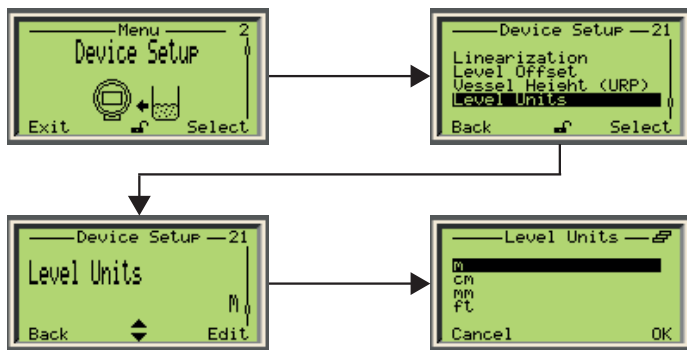 Menu 2
Device Setup
Exit Select
Device Setup 21
Linearization
Level Offset
Vessel Height (URP)
Level Units
Back Select
Device Setup 21
Level Units
M
Back Edit
Level Units
M
cm
mm
ft
Cancel OK